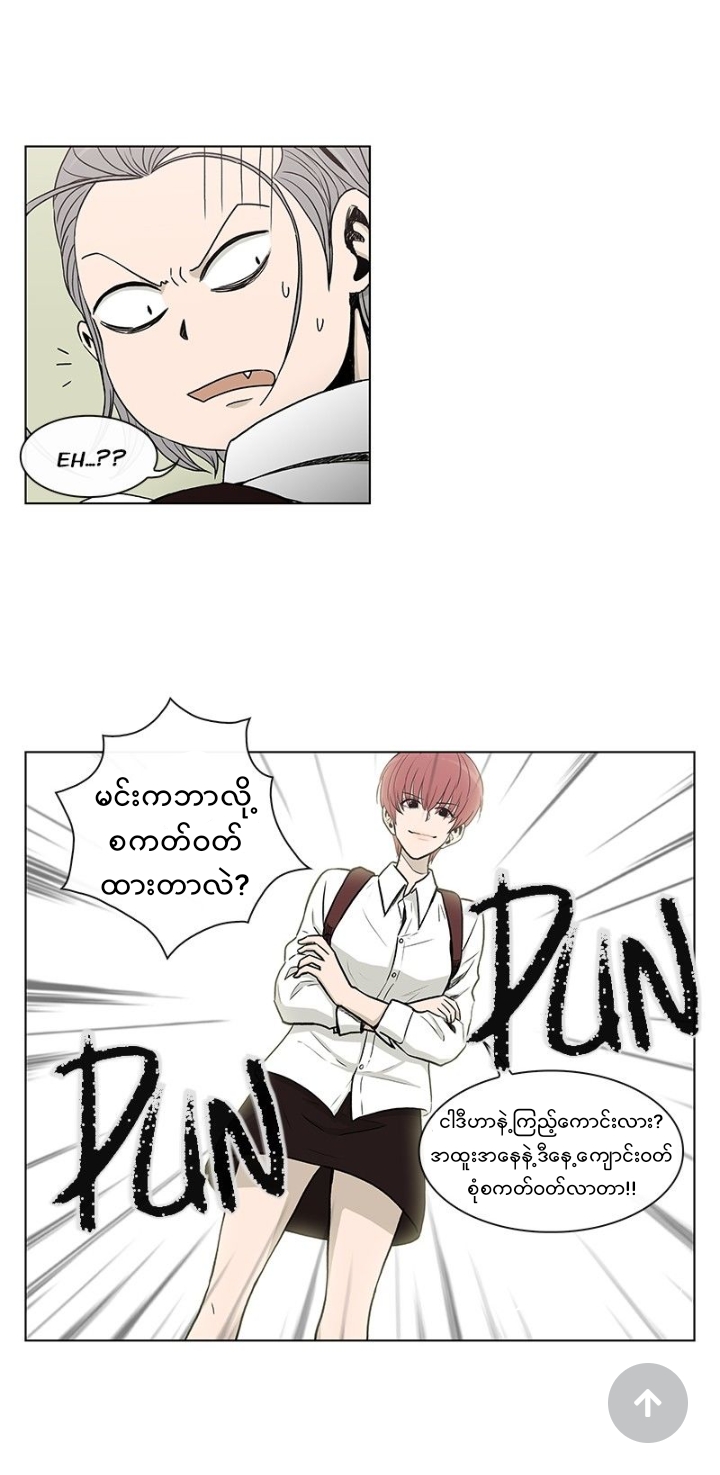 EH...??
မင်းကဘာလို့
စကတ်ဝတ်
ထားတာလဲ?
DUN
DUN
ငါဒီဟာနဲ့ကြည့်ကောင်းလား?
အထူးအနေနဲ့ဒီနေ့ကျောင်းဝတ်
စုံစကတ်ဝတ်လာတာ!!